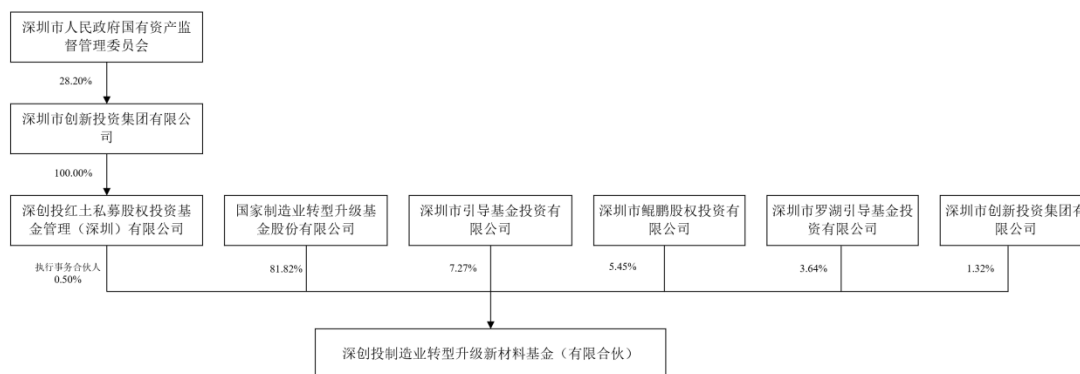 深圳市人民政府国有资产监
督管理委员会
28.20%
深圳市创新投资集团有限公
司
100.00%
深创投红土私募股权投资基
金管理（深圳）有限公司
国家制造业转型升级基
金股份有限公司
深圳市引导基金投资有
限公司
深圳市鲲鹏股权投资有
限公司
深圳市罗湖引导基金投
资有限公司
深圳市创新投资集团有
限公司
执行事务合伙人
0.50%
81.82%
7.27%
5.45%
3.64%
1.32%
深创投制造业转型升级新材料基金（有限合伙）